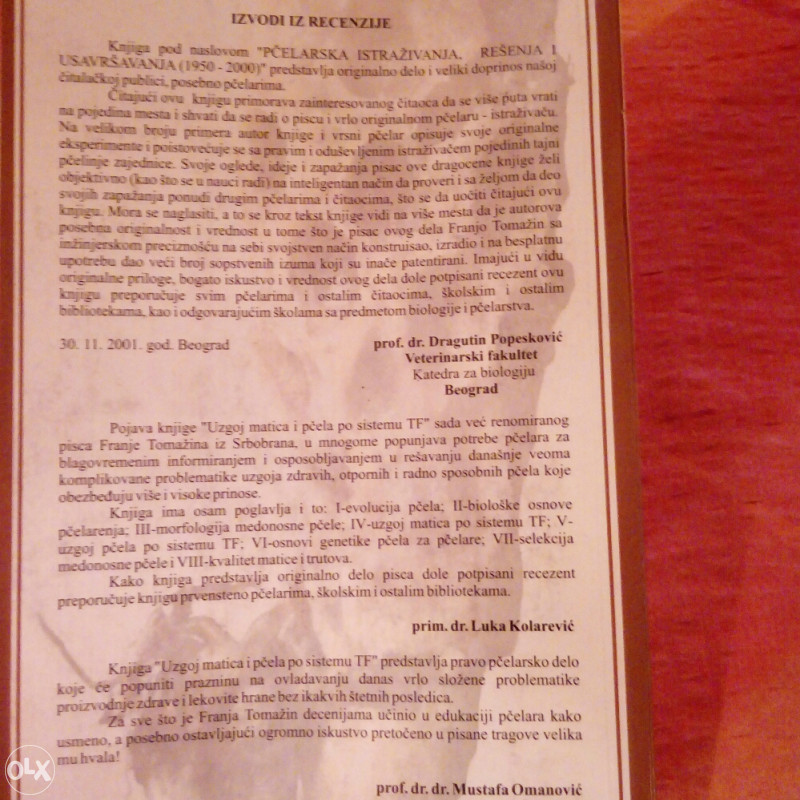 IZVODI IZ RECENZIJE
Knjiga pod naslovom "PČELARSKA ISTRAŽIVANJA, REŠENJA I
USAVRŠAVANJA (1950 - 2000)" predstavlja originalno delo i veliki doprinos našoj
čitalačkoj publici, posebno pčelarima.
Čitajući ovu knjigu primorava zainteresovanog čitaoca da se više puta vrati
na pojedina mesta i shvati da se radi o piscu i vrlo originalnom pčelaru - istraživaču.
Na velikom broju primera autor knjige i vrsni pčelar opisuje svoje originalne
eksperimente i poistovećuje se sa pravim i oduševljenim istraživačem pojedinih tajni
pčelinje zajednice. Svoje oglede, ideje i zapažanja pisac ove dragocene knjige želi
objektivno (kao što se u nauci radi) na inteligentan način da proveri i sa željom da deo
svojih zapažanja ponudi drugim pčelarima i čitaocima, što se da uočiti čitajući ovu
knjigu. Mora se naglasiti, a to se kroz tekst knjige vidi na više mesta da je autorova
posebna originalnost i vrednost u tome što je pisac ovog dela Franjo Tomažin sa
inžinjerskom preciznošću na sebi svojstven način konstruisao, izradio i na besplatnu
upotrebu dao veći broj sopstvenih izuma koji su inače patentirani. Imajući u vidu
originalne priloge, bogato iskustvo i vrednost ovog dela dole potpisani recezent ovu
knjigu preporučuje svim pčelarima i ostalim čitaocima, školskim i ostalim
bibliotekama, kao i odgovarajućim školama sa predmetom biologije i pčelarstva.
30. 11. 2001. god. Beograd
prof. dr. Dragutin Popesković
Veterinarski fakultet
Katedra za biologiju
Beograd
Pojava knjige "Uzgoj matica i pčela po sistemu TF" sada već renomiranog
pisca Franje Tomažina iz Srbobrana, u mnogome popunjava potrebe pčelara za
blagovremenim informiranjem i osposobljavanjem u rešavanju današnje veoma
komplikovane problematike uzgoja zdravih, otpornih i radno sposobnih pčela koje
obezbeđuju više i visoke prinose.
Knjiga ima osam poglavlja i to: I-evolucija pčela; II-biološke osnove
pčelarenja; III-morfologija medonosne pčele; IV-uzgoj matica po sistemu TF; V-
uzgoj pčela po sistemu TF; VI-osnovi genetike pčela za pčelare; VII-selekcija
medonosne pčele i VIII-kvalitet matice i trutova.
Kako knjiga predstavlja originalno delo pisca dole potpisani recezent
preporučuje knjigu prvensteno pčelarima, školskim i ostalim bibliotekama.
prim. dr. Luka Kolarević
Knjiga "Uzgoj matica i pčela po sistemu TF" predstavlja pravo pčelarsko delo
koje će popuniti prazninu na ovladavanju danas vrlo složene problematike
proizvodnje zdrave i lekovite hrane bez ikakvih štetnih posledica.
Za sve što je Franja Tomažin decenijama učinio u edukaciji pčelara kako
usmeno, a posebno ostavljajući ogromno iskustvo pretočeno u pisane tragove velika
mu hvala!
prof. dr. dr. Mustafa Omanović
OLX